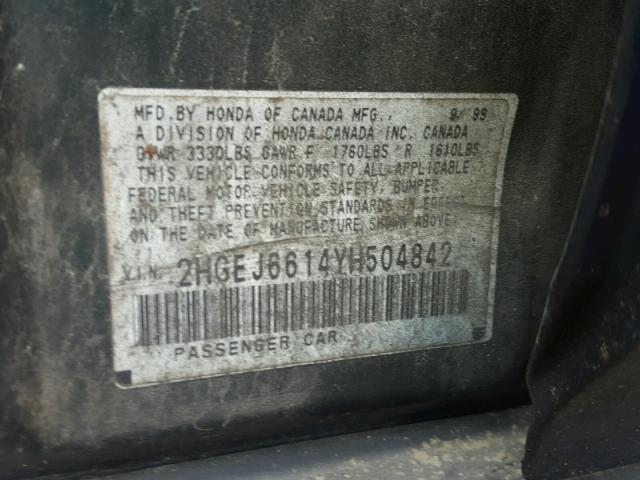 MFD. BY HONDA OF CANADA MFG., 9/99
A DIVISION OF HONDA CANADA INC. CANADA
GVWR 3330LBS GAWR F 1760LBS R 1610LBS
THIS VEHICLE CONFORMS TO ALL APPLICABLE
FEDERAL MOTOR VEHICLE SAFETY, BUMPER,
AND THEFT PREVENTION STANDARDS IN EFFECT
ON THE DATE OF MANUFACTURE SHOWN ABOVE.
V.I.N. 2HGEJ6614YH504842
PASSENGER CAR